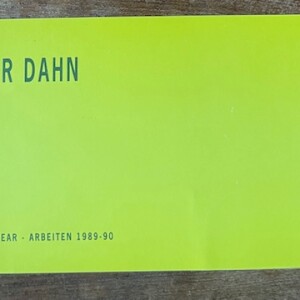 R DAHN
EAR - ARBEITEN 1989-90